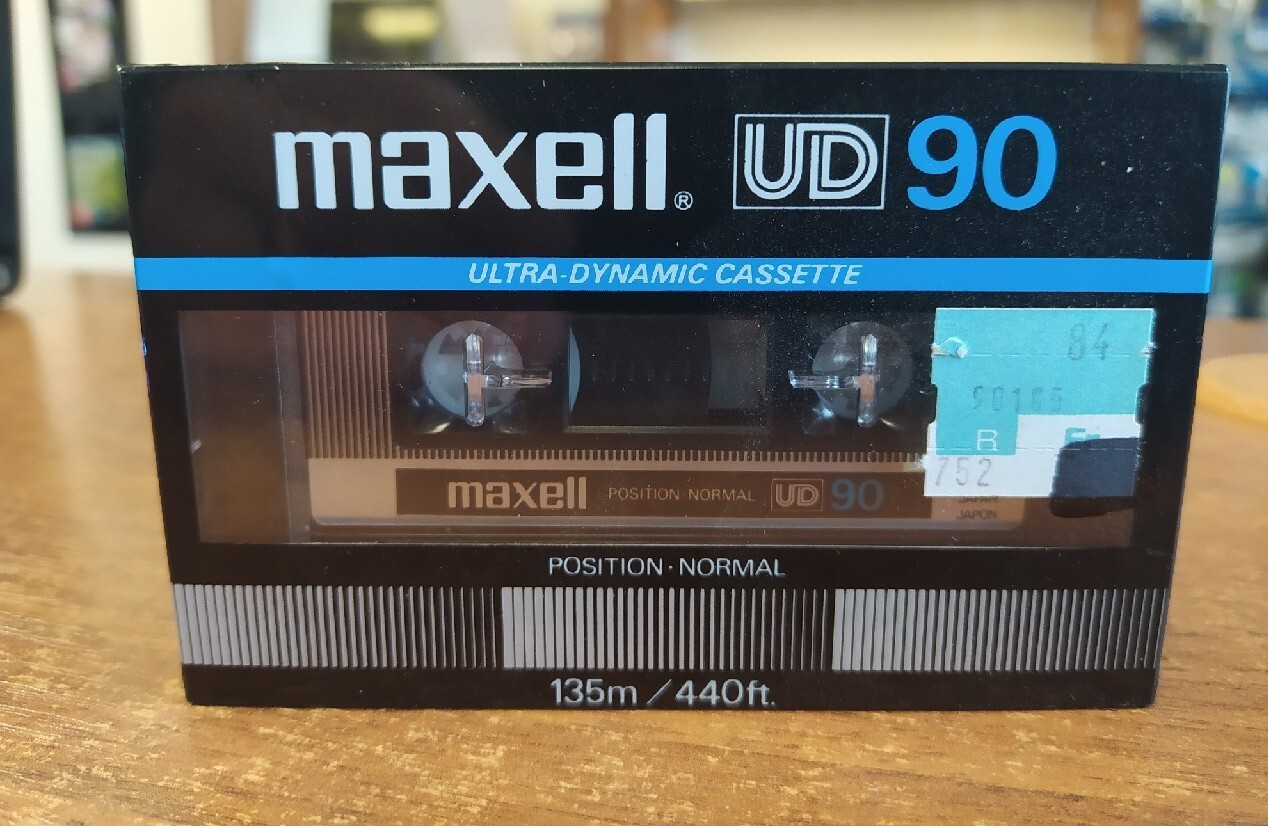 maxell® UD 90
ULTRA-DYNAMIC CASSETTE
84
R
752
maxell POSITION·NORMAL UD 90
JAPAN
JAPON
POSITION·NORMAL
135m/440ft.